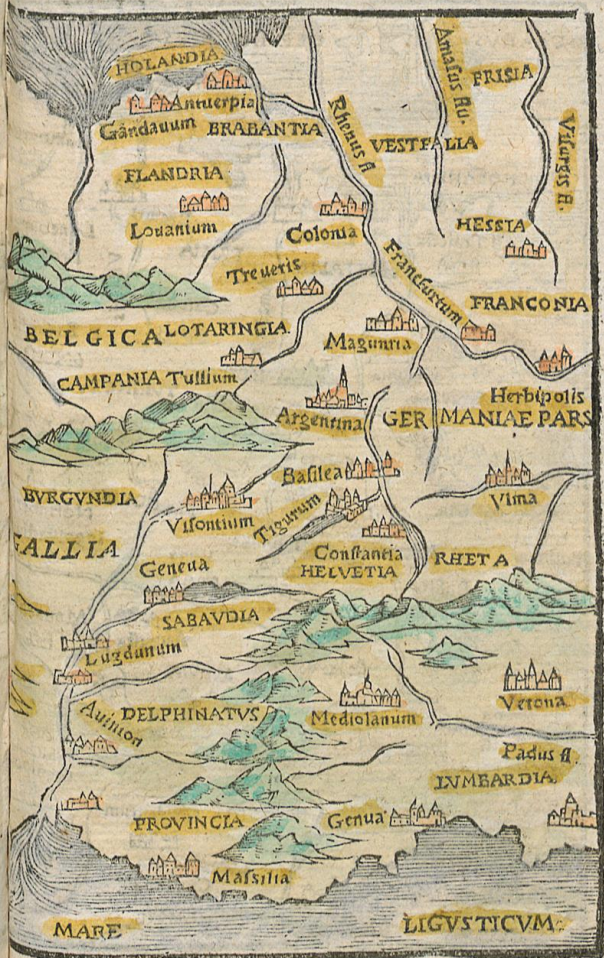 HOLANDIA
Amasus flu.
FRISIA
Antuerpia
Gandauum
BRABANTIA
Rhenus fl
VESTFALIA
Visurgis fl.
FLANDRIA
Louanium
Colonia
HESSIA
Treueris
Francfurtum
FRANCONIA
BELGICA
LOTARINGIA
Maguntia
CAMPANIA
Tullium
Herbipolis
Argentina
GERMANIAE PARS
BVRGVNDIA
Basilea
Visontium
Tigurum
Vlma
GALLIA
Constantia
HELVETIA
RHETA
Geneua
SABAVDIA
Lugdunum
Auinion
DELPHINATVS
Mediolanum
Verona
Padus fl
LVMBARDIA
PROVINCIA
Genua
Massilia
MARE
LIGVSTICVM